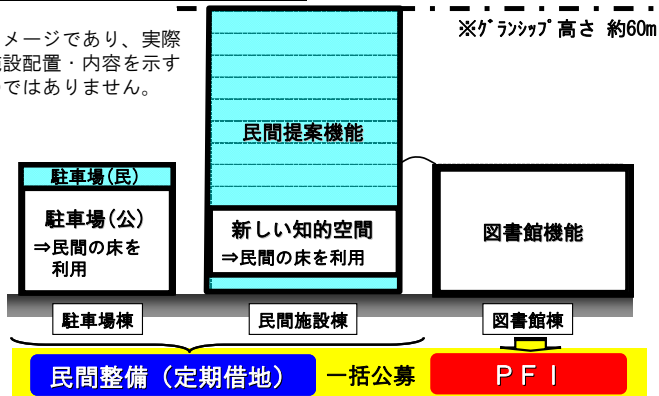 ※ｸﾞﾗﾝｼｯﾌﾟ高さ 約60m
メージであり、実際
設配置・内容を示す
ではありません。
民間提案機能
駐車場(民)
駐車場(公)
⇒民間の床を
利用
新しい知的空間
⇒民間の床を利用
図書館機能
駐車場棟
民間施設棟
図書館棟
民間整備（定期借地）
一括公募
ＰＦＩ